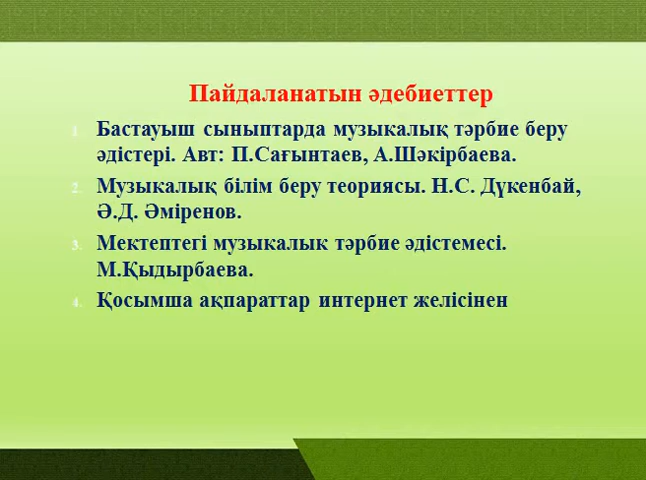 Пайдаланатын әдебиеттер
1. Бастауыш сыныптарда музыкалық тәрбие беру
әдістері. Авт: П.Сағынтаев, А.Шәкірбаева.
2. Музыкалық білім беру теориясы. Н.С. Дүкенбай,
Ә.Д. Әміренов.
3. Мектептегі музыкалық тәрбие әдістемесі.
М.Қыдырбаева.
4. Қосымша ақпараттар интернет желісінен